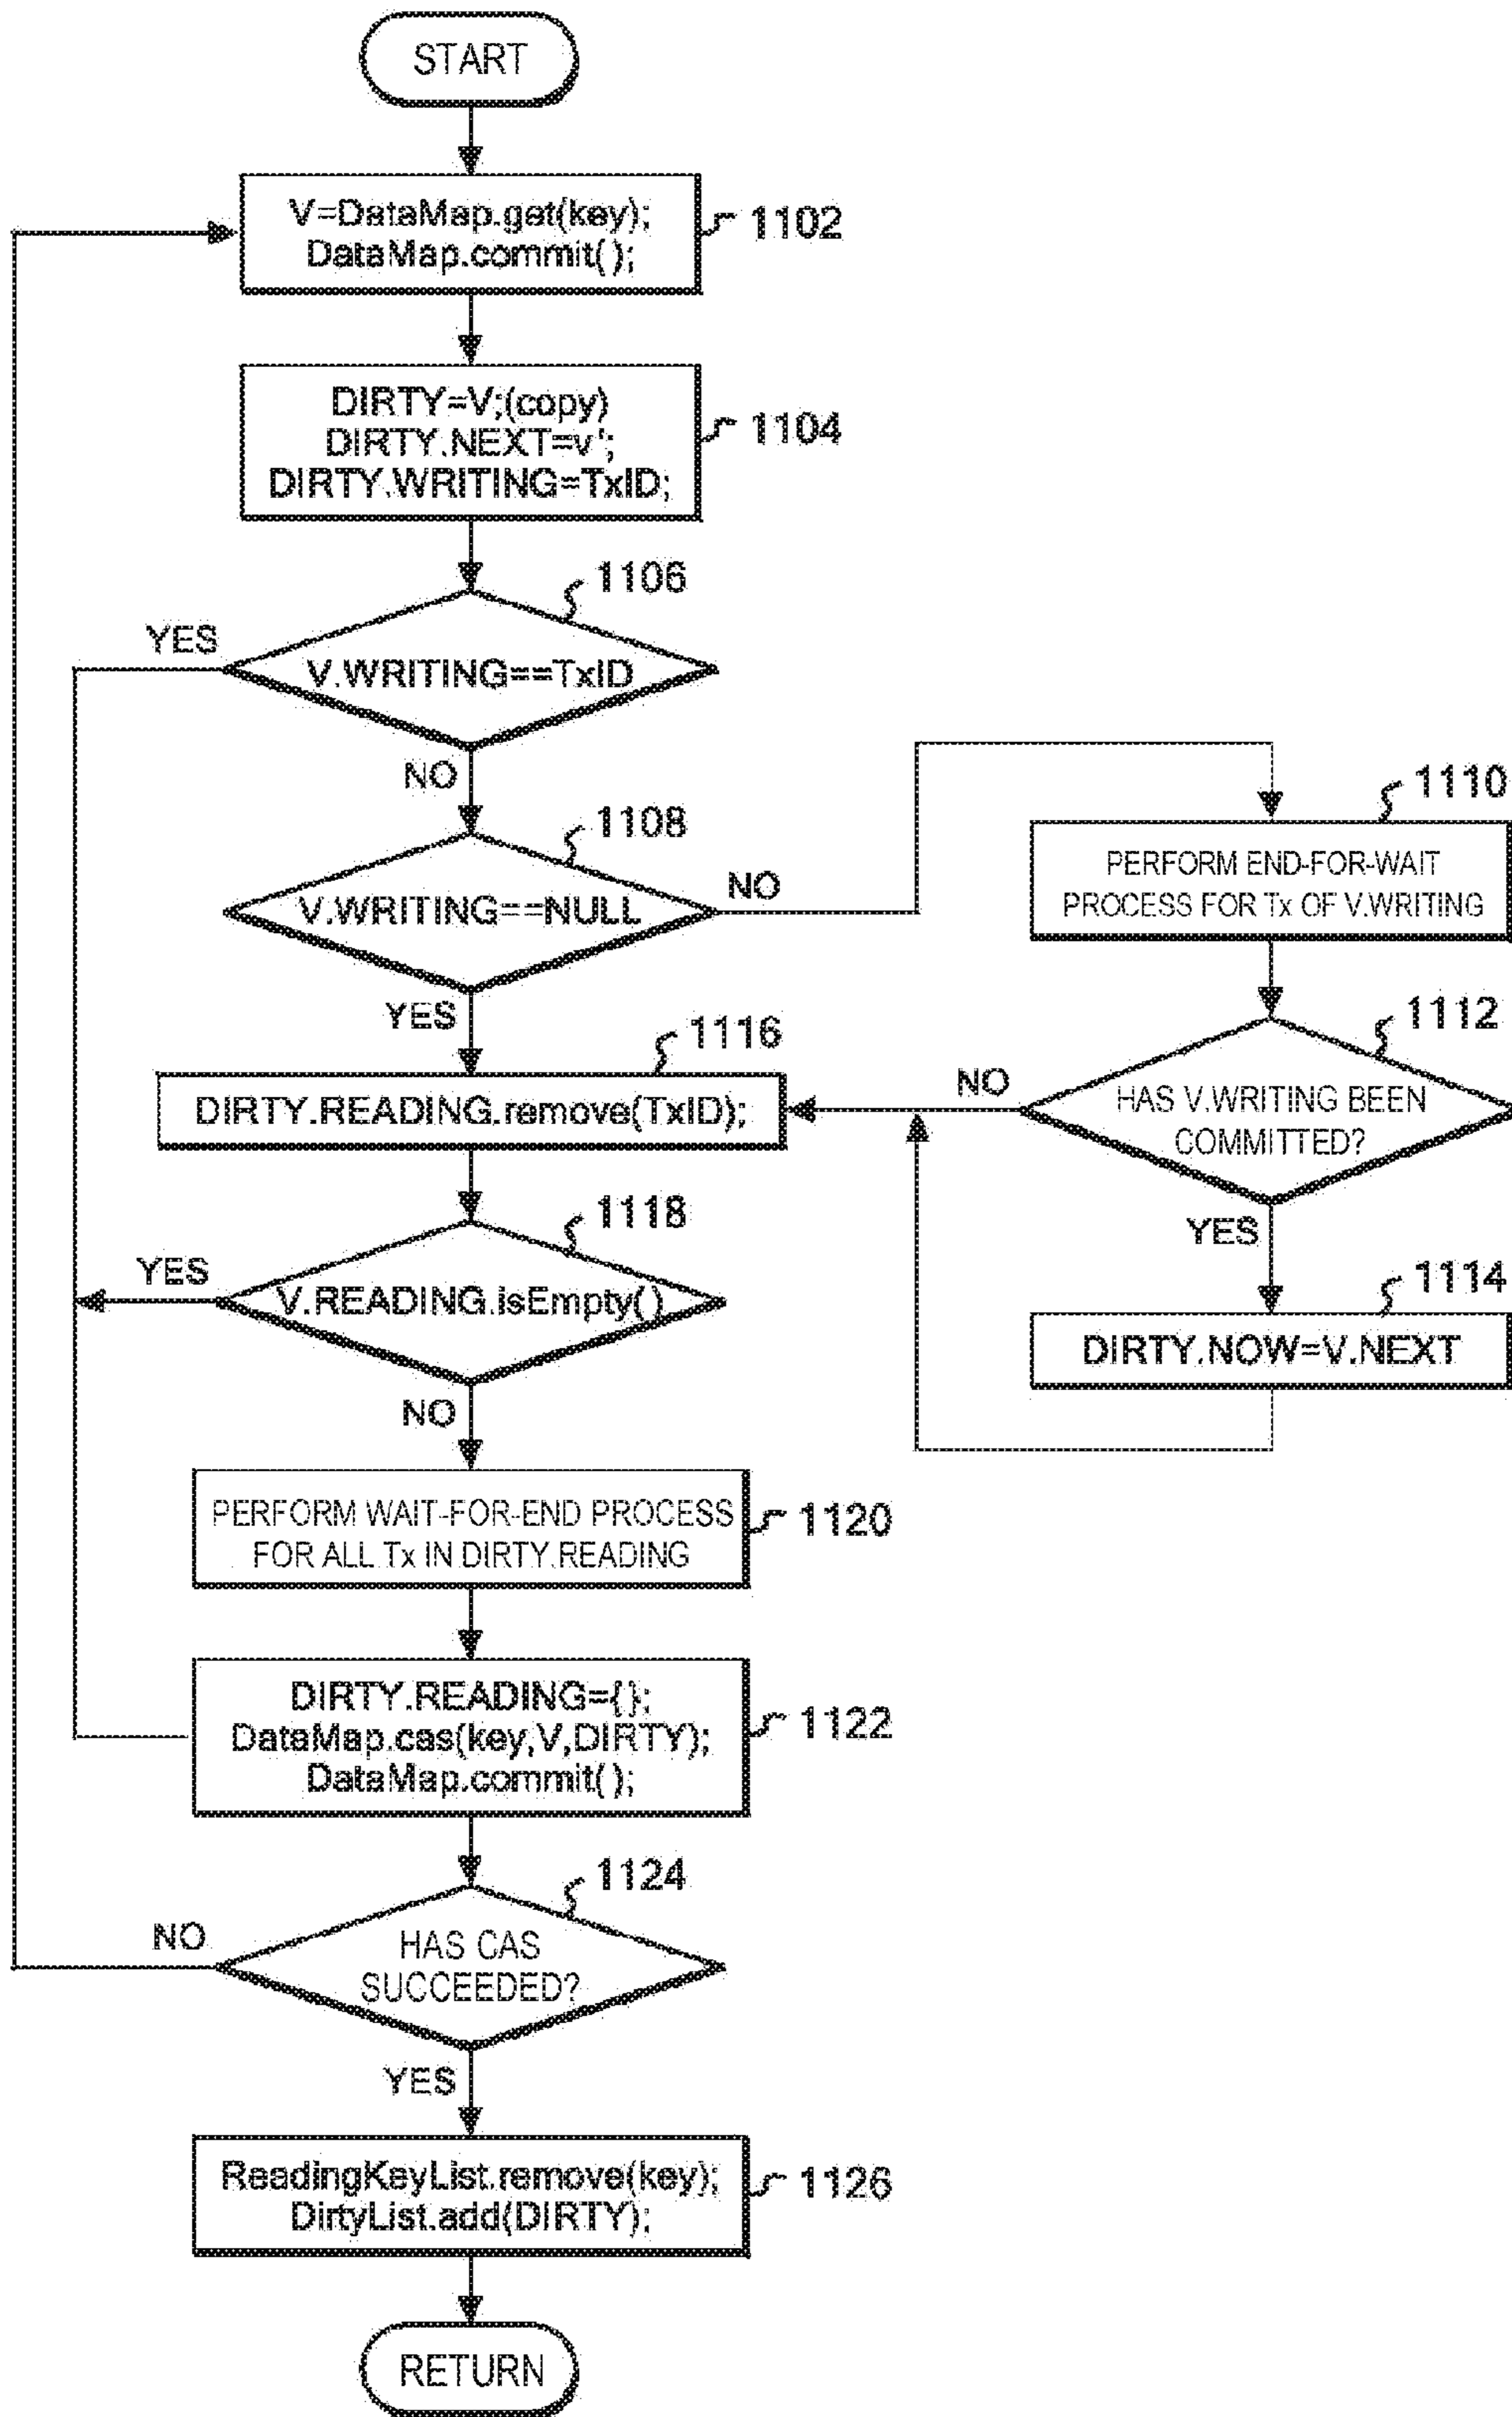 START
V=DataMap.get(key);
DataMap.commit( );
1102
DIRTY=V;(copy)
DIRTY.NEXT=v';
DIRTY.WRITING=TxID;
1104
1106
YES
V.WRITING==TxID
NO
1108
V.WRITING==NULL
NO
YES
1110
PERFORM END-FOR-WAIT
PROCESS FOR Tx OF V.WRITING
1112
HAS V.WRITING BEEN
COMMITTED?
NO
YES
1114
DIRTY.NOW=V.NEXT
1116
DIRTY.READING.remove(TxID);
1118
YES
V.READING.isEmpty( )
NO
PERFORM WAIT-FOR-END PROCESS
FOR ALL Tx IN DIRTY.READING
1120
DIRTY.READING={ };
DataMap.cas(key,V,DIRTY);
DataMap.commit( );
1122
1124
NO
HAS CAS
SUCCEEDED?
YES
ReadingKeyList.remove(key);
DirtyList.add(DIRTY);
1126
RETURN